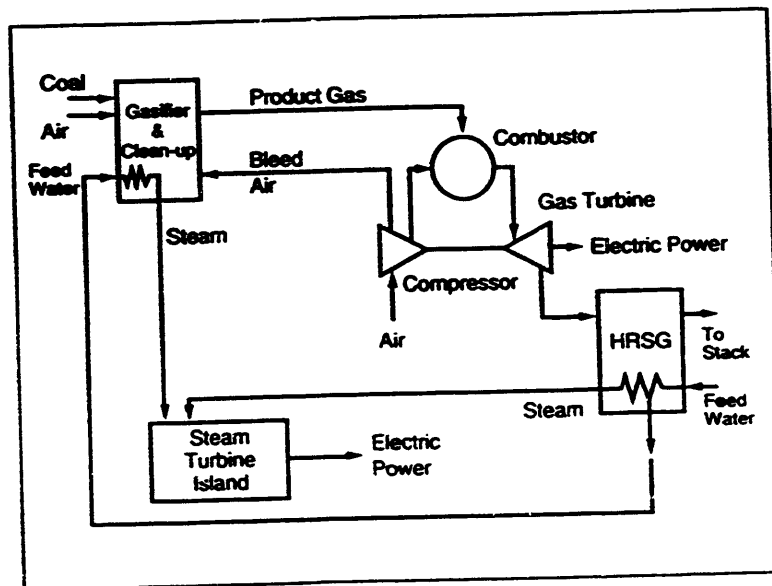 Coal
Air
Feed
Water
Gasifier
&
Clean-up
Product Gas
Bleed
Air
Steam
Combustor
Gas Turbine
Electric Power
Compressor
Air
HRSG
To
Stack
Feed
Water
Steam
Steam
Turbine
Island
Electric
Power